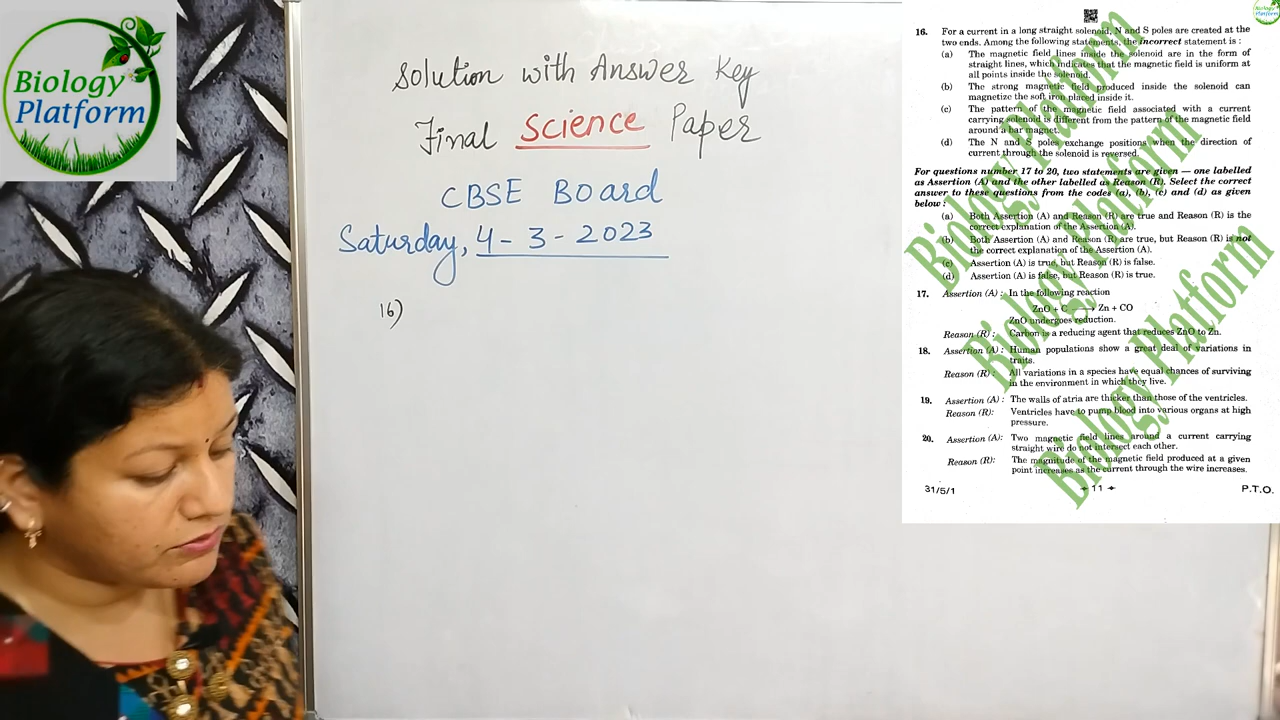 Biology
Platform
Solution with Answer Key
Final Science Paper
CBSE Board
Saturday, 4-3-2023
16)
Biology
Platform
16. For a current in a long straight solenoid, N and S poles are created at the
two ends. Among the following statements, the incorrect statement is :
(a) The magnetic field lines inside the solenoid are in the form of
straight lines, which indicates that the magnetic field is uniform at
all points inside the solenoid.
(b) The strong magnetic field produced inside the solenoid can
magnetize the soft iron placed inside it.
(c) The pattern of the magnetic field associated with a current
carrying solenoid is different from the pattern of the magnetic field
around a bar magnet.
(d) The N and S poles exchange positions when the direction of
current through the solenoid is reversed.
For questions number 17 to 20, two statements are given — one labelled
as Assertion (A) and the other labelled as Reason (R). Select the correct
answer to these questions from the codes (a), (b), (c) and (d) as given
below :
(a) Both Assertion (A) and Reason (R) are true and Reason (R) is the
correct explanation of the Assertion (A).
(b) Both Assertion (A) and Reason (R) are true, but Reason (R) is not
the correct explanation of the Assertion (A).
(c) Assertion (A) is true, but Reason (R) is false.
(d) Assertion (A) is false, but Reason (R) is true.
17. Assertion (A) : In the following reaction
ZnO + C ⟶ Zn + CO
ZnO undergoes reduction.
Reason (R) : Carbon is a reducing agent that reduces ZnO to Zn.
18. Assertion (A) : Human populations show a great deal of variations in
traits.
Reason (R) : All variations in a species have equal chances of surviving
in the environment in which they live.
19. Assertion (A) : The walls of atria are thicker than those of the ventricles.
Reason (R): Ventricles have to pump blood into various organs at high
pressure.
20. Assertion (A): Two magnetic field lines around a current carrying
straight wire do not intersect each other.
Reason (R): The magnitude of the magnetic field produced at a given
point increases as the current through the wire increases.
31/5/1 11 P.T.O.
Biology Platform
Biology Platform
Biology Platform